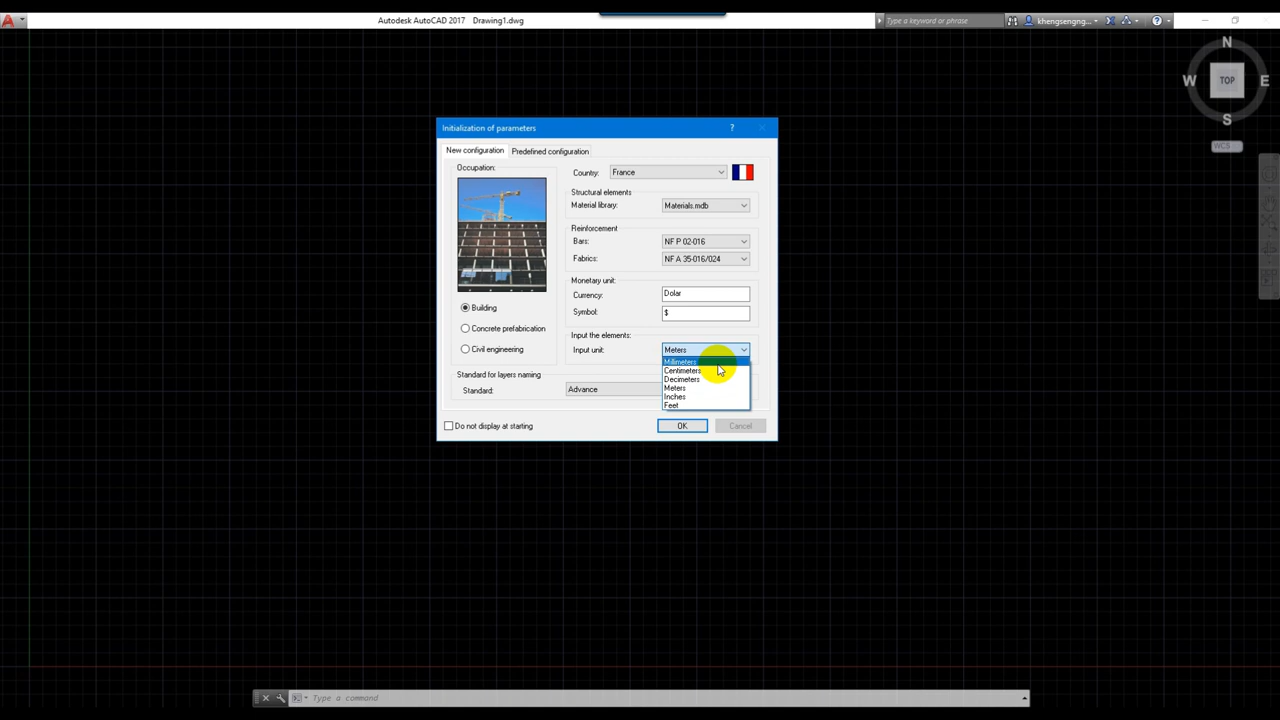 Autodesk AutoCAD 2017 Drawing1.dwg
Type a keyword or phrase
khengsengng...
N
W TOP E
S
WCS
Initialization of parameters
New configuration Predefined configuration
Occupation:
Country: France
Structural elements
Material library: Materials.mdb
Reinforcement
Bars: NF P 02-016
Fabrics: NF A 35-016/024
Monetary unit:
Currency: Dolar
Symbol: $
Building
Concrete prefabrication
Civil engineering
Input the elements:
Input unit: Meters
Millimeters
Centimeters
Decimeters
Meters
Inches
Feet
Standard for layers naming
Standard: Advance
Do not display at starting
OK Cancel
Type a command